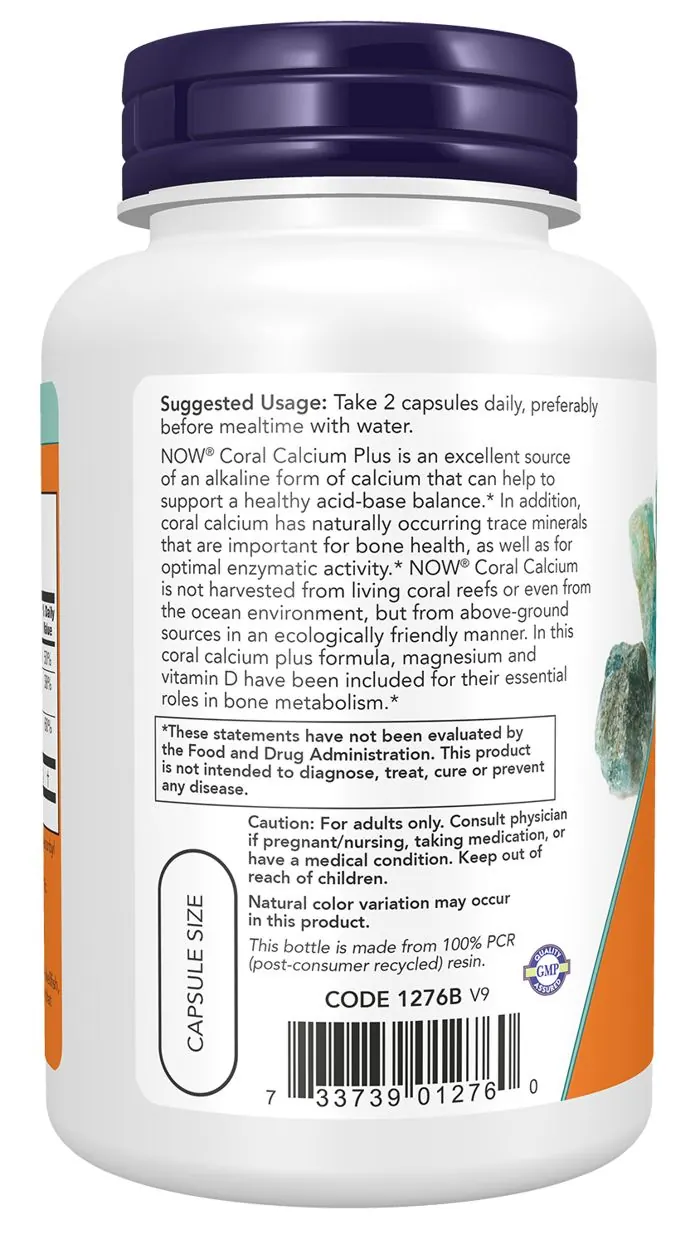 Suggested Usage: Take 2 capsules daily, preferably
before mealtime with water.
NOW® Coral Calcium Plus is an excellent source
of an alkaline form of calcium that can help to
support a healthy acid-base balance.* In addition,
coral calcium has naturally occurring trace minerals
that are important for bone health, as well as for
optimal enzymatic activity.* NOW® Coral Calcium
is not harvested from living coral reefs or even from
the ocean environment, but from above-ground
sources in an ecologically friendly manner. In this
coral calcium plus formula, magnesium and
vitamin D have been included for their essential
roles in bone metabolism.*
*These statements have not been evaluated by
the Food and Drug Administration. This product
is not intended to diagnose, treat, cure or prevent
any disease.
Caution: For adults only. Consult physician
if pregnant/nursing, taking medication, or
have a medical condition. Keep out of
reach of children.
Natural color variation may occur
in this product.
This bottle is made from 100% PCR
(post-consumer recycled) resin.
CAPSULE SIZE
QUALITY
GMP
ASSURED
CODE 1276B V9
7 33739 01276 0
Daily
Value